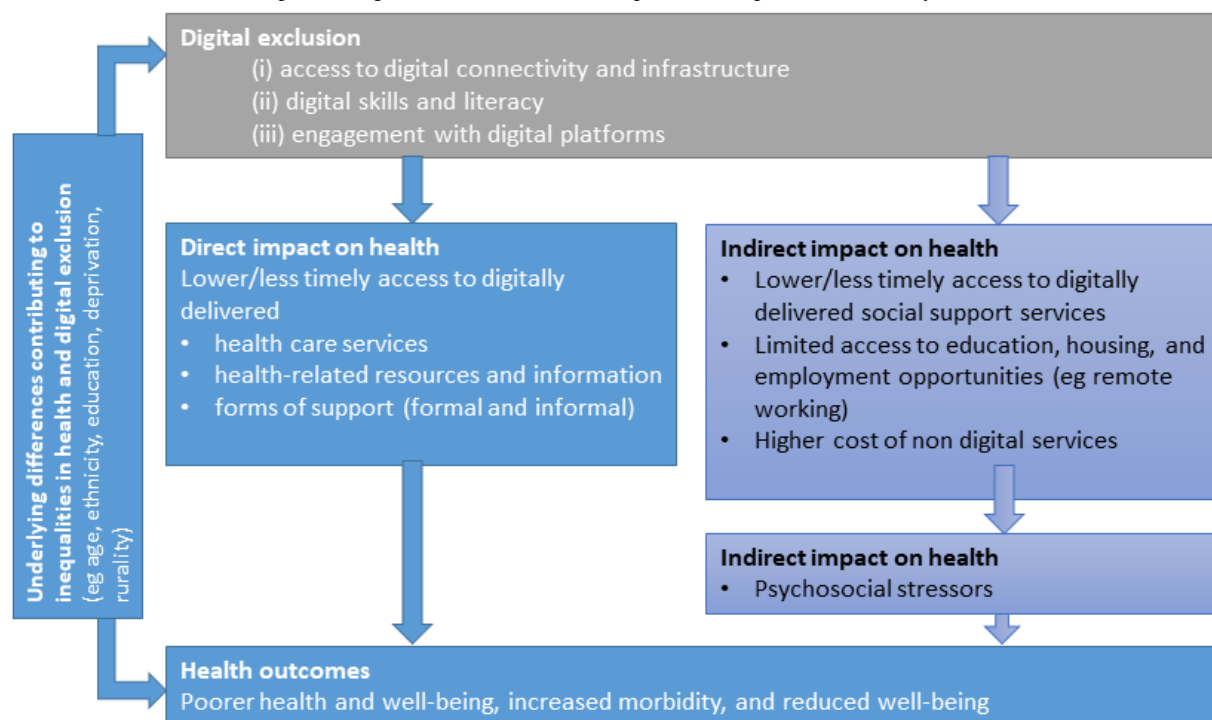 Digital exclusion
(i) access to digital connectivity and infrastructure
(ii) digital skills and literacy
(iii) engagement with digital platforms
Underlying differences contributing to
inequalities in health and digital exclusion
(eg age, ethnicity, education, deprivation,
rurality)
Direct impact on health
Lower/less timely access to digitally
delivered
• health care services
• health-related resources and information
• forms of support (formal and informal)
Indirect impact on health
• Lower/less timely access to digitally
delivered social support services
• Limited access to education, housing, and
employment opportunities (eg remote
working)
• Higher cost of non digital services
Indirect impact on health
• Psychosocial stressors
Health outcomes
Poorer health and well-being, increased morbidity, and reduced well-being